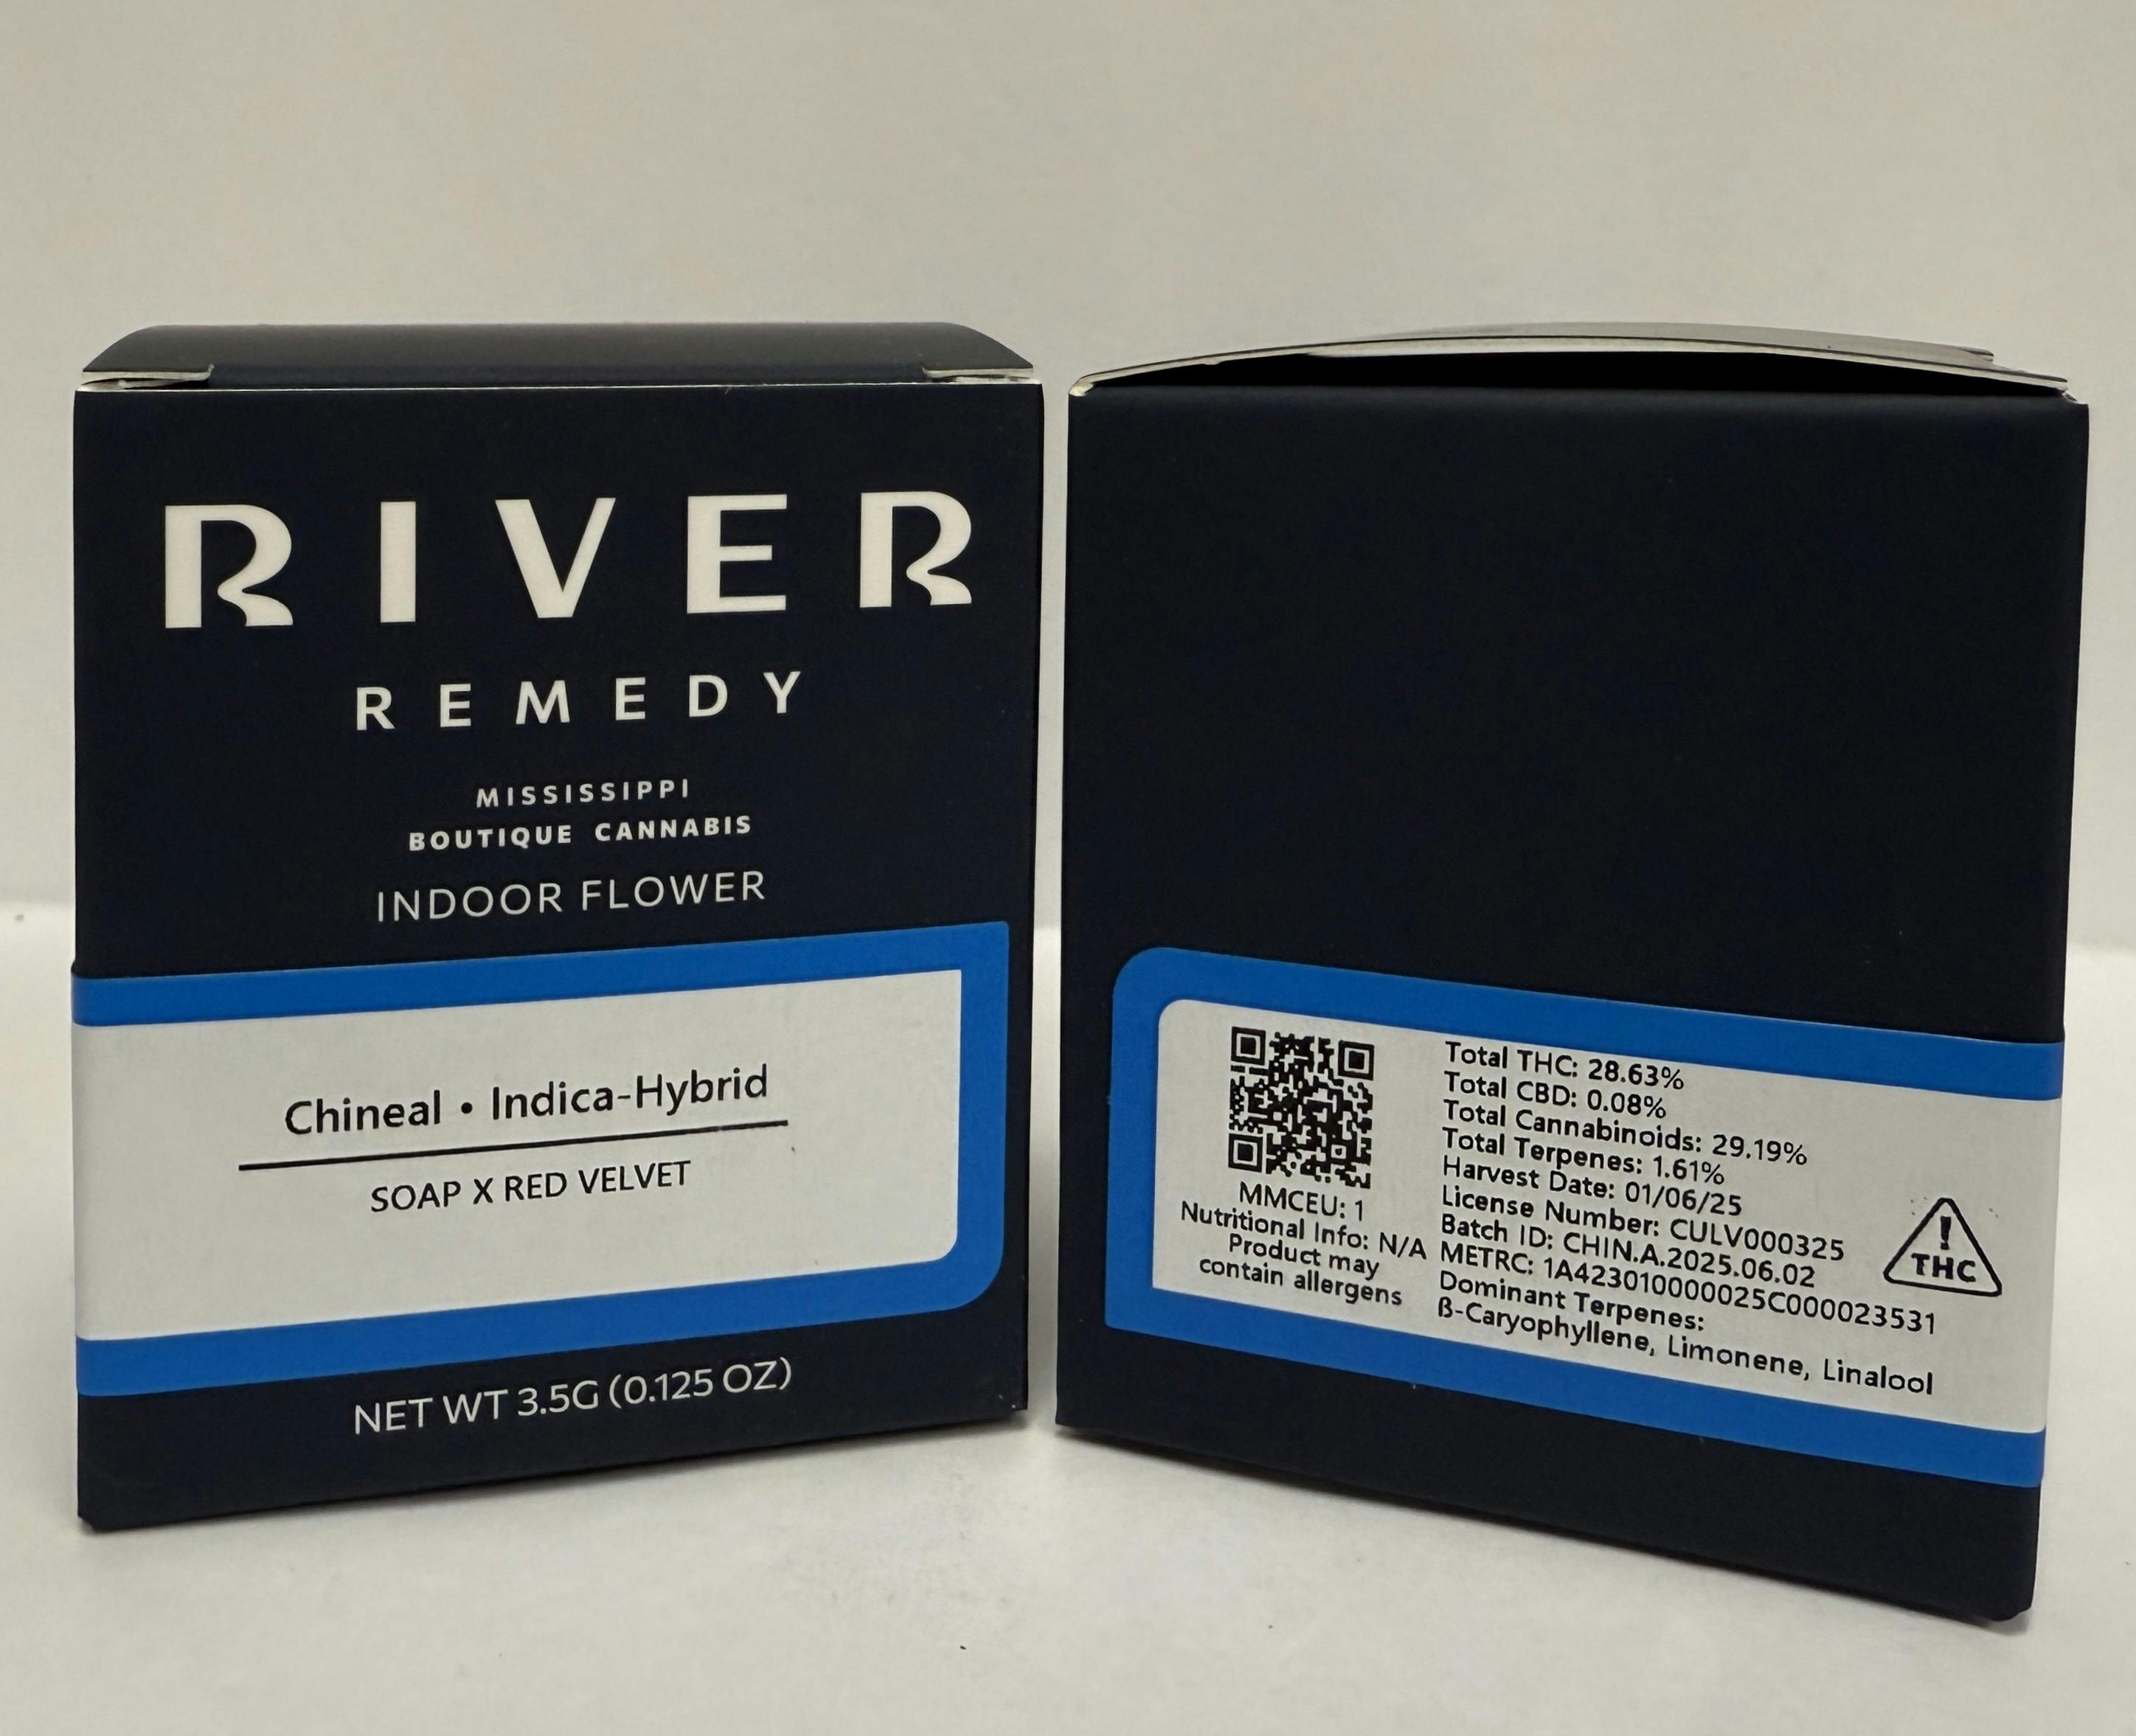 RIVER
REMEDY
MISSISSIPPI
BOUTIQUE CANNABIS
INDOOR FLOWER
Chineal • Indica-Hybrid
SOAP X RED VELVET
NET WT 3.5G (0.125 OZ)
MMCEU: 1
Nutritional Info: N/A
Product may
contain allergens
Total THC: 28.63%
Total CBD: 0.08%
Total Cannabinoids: 29.19%
Total Terpenes: 1.61%
Harvest Date: 01/06/25
License Number: CULV000325
Batch ID: CHIN.A.2025.06.02
METRC: 1A423010000025C000023531
Dominant Terpenes:
ß-Caryophyllene, Limonene, Linalool
!
THC